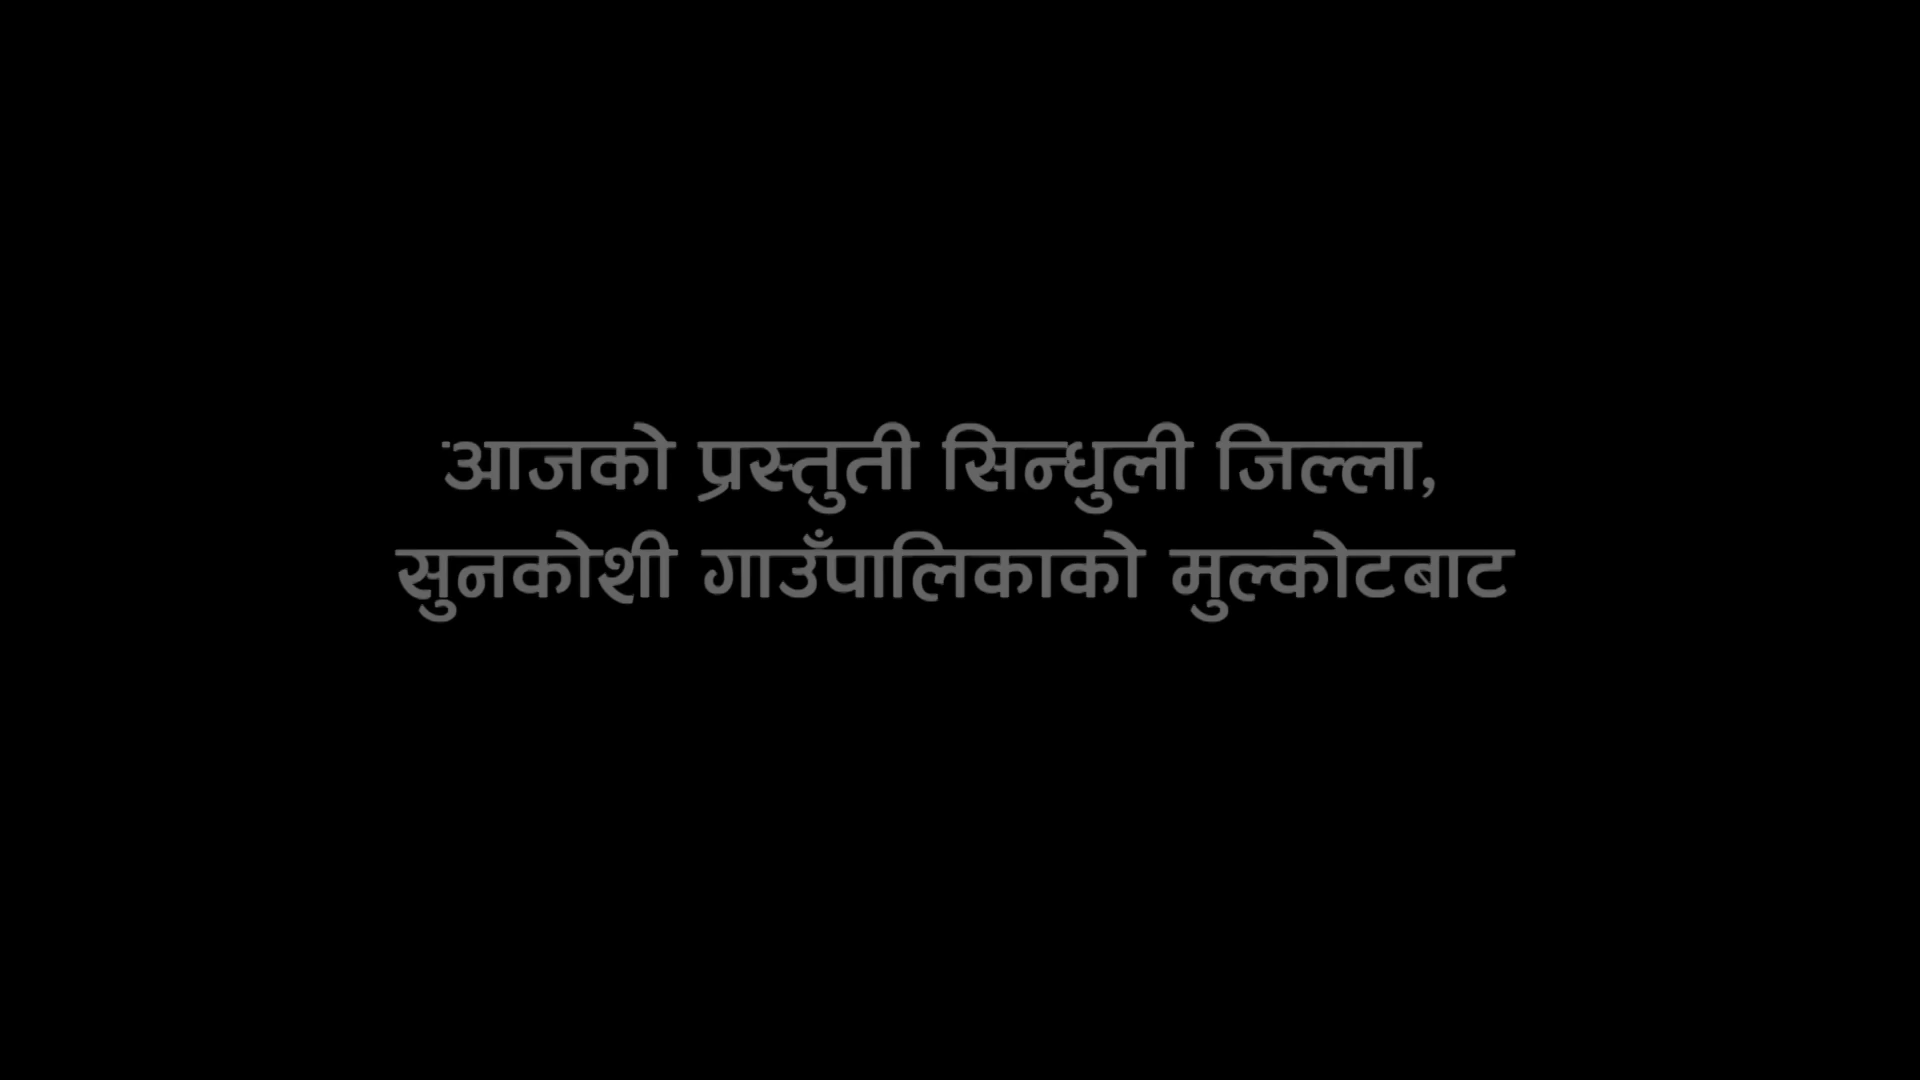 आजको प्रस्तुती सिन्धुली जिल्ला,
सुनकोशी गाउँपालिकाको मुल्कोटबाट